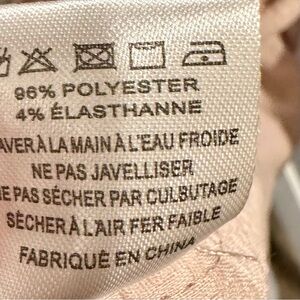 96% POLYESTER
4% ÉLASTHANNE
AVER À LA MAIN À L'EAU FROIDE
NE PAS JAVELLISER
NE PAS SÉCHER PAR CULBUTAGE
SÉCHER À L'AIR FER FAIBLE
FABRIQUÉ EN CHINA